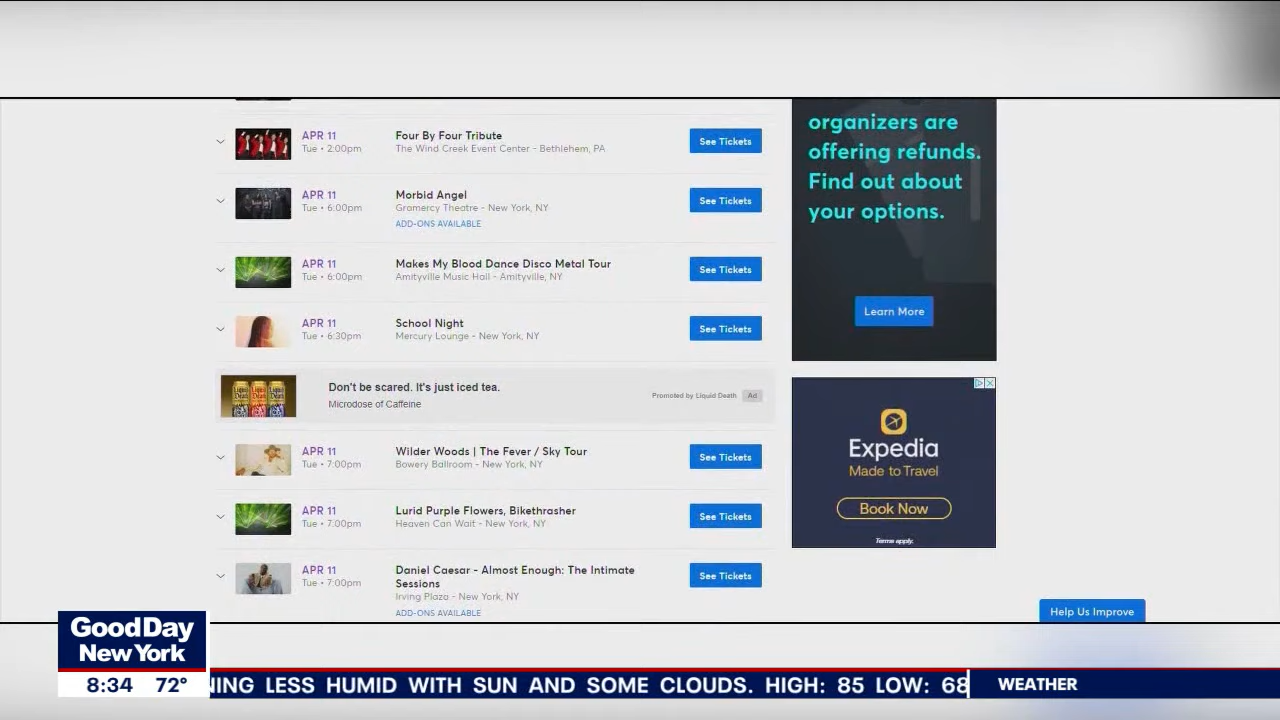 APR 11
Tue • 2:00pm
Four By Four Tribute
The Wind Creek Event Center - Bethlehem, PA
See Tickets
APR 11
Tue • 6:00pm
Morbid Angel
Gramercy Theatre - New York, NY
ADD-ONS AVAILABLE
See Tickets
APR 11
Tue • 6:00pm
Makes My Blood Dance Disco Metal Tour
Amityville Music Hall - Amityville, NY
See Tickets
APR 11
Tue • 6:30pm
School Night
Mercury Lounge - New York, NY
See Tickets
Don't be scared. It's just iced tea.
Microdose of Caffeine
Promoted by Liquid Death
Ad
APR 11
Tue • 7:00pm
Wilder Woods | The Fever / Sky Tour
Bowery Ballroom - New York, NY
See Tickets
APR 11
Tue • 7:00pm
Lurid Purple Flowers, Bikethrasher
Heaven Can Wait - New York, NY
See Tickets
APR 11
Tue • 7:00pm
Daniel Caesar - Almost Enough: The Intimate
Sessions
Irving Plaza - New York, NY
ADD-ONS AVAILABLE
See Tickets
organizers are
offering refunds.
Find out about
your options.
Learn More
Expedia
Made to Travel
Book Now
Terms apply.
Help Us Improve
GoodDay
New York
8:34 72°
NING LESS HUMID WITH SUN AND SOME CLOUDS. HIGH: 85 LOW: 68
WEATHER